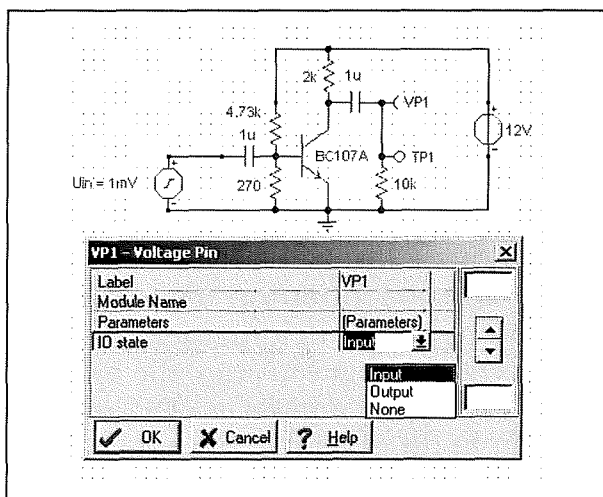 2k
1u
VP1
4.73k
1u
12V
BC107A
TP1
Uin = 1mV
270
10k
VP1 - Voltage Pin
Label VP1
Module Name
Parameters (Parameters)
IO state Input
Input
Output
None
OK Cancel ? Help